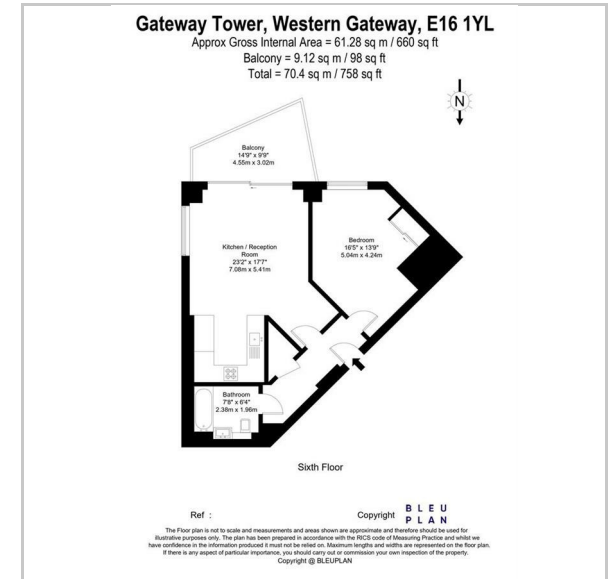 Gateway Tower, Western Gateway, E16 1YL
Approx Gross Internal Area = 61.28 sq m / 660 sq ft
Balcony = 9.12 sq m / 98 sq ft
Total = 70.4 sq m / 758 sq ft
N
Balcony
14'9" x 9'9"
4.55m x 3.02m
Kitchen / Reception
Room
23'2" x 17'7"
7.08m x 5.41m
Bedroom
16'5" x 13'9"
5.04m x 4.24m
Bathroom
7'8" x 6'4"
2.38m x 1.96m
Sixth Floor
Ref :
Copyright
BLEU
PLAN
The Floor plan is not to scale and measurements and areas shown are approximate and therefore should be used for
illustrative purposes only. The plan has been prepared in accordance with the RICS code of Measuring Practice and whilst we
have confidence in the information produced it must not be relied on. Maximum lengths and widths are represented on the floor plan.
If there is any aspect of particular importance, you should carry out or commission your own inspection of the property.
Copyright @ BLEUPLAN